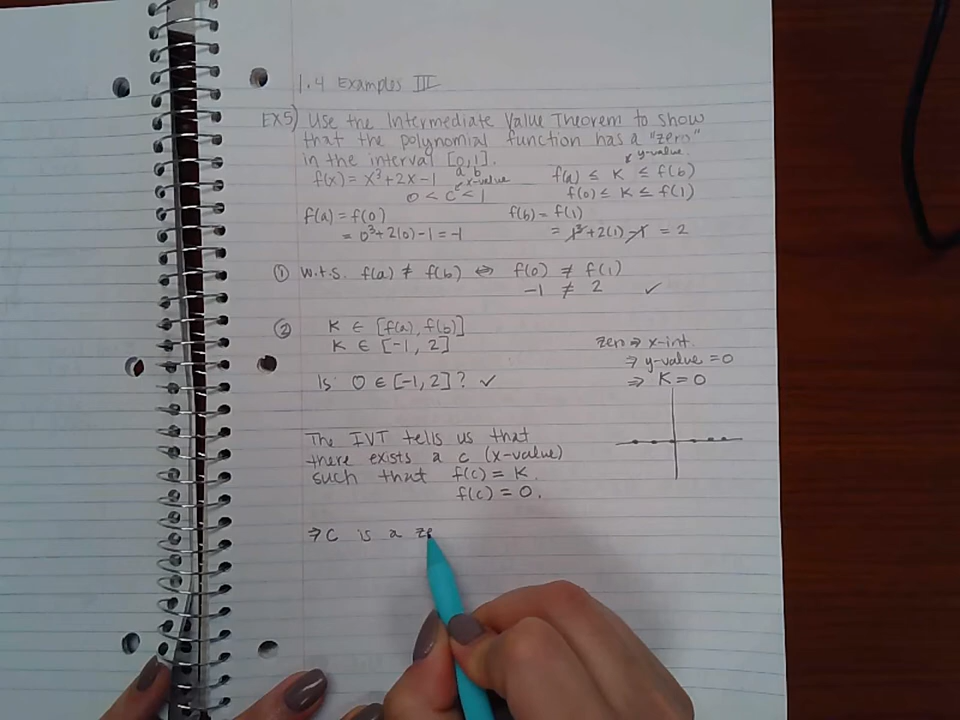 1.4 Examples III
EX5) Use the Intermediate Value Theorem to show
that the polynomial function has a "zero"
in the interval [0,1].
a b
f(x) = x³+2x-1
x-value
0 < c < 1
y-value
f(a) ≤ K ≤ f(b)
f(0) ≤ K ≤ f(1)
f(a) = f(0)
= 0³+2(0)-1 = -1
f(b) = f(1)
= 1³+2(1)-1 = 2
① W.T.S. f(a) ≠ f(b) ⇔ f(0) ≠ f(1)
-1 ≠ 2 ✓
② K ∈ [f(a), f(b)]
K ∈ [-1, 2]
Is 0 ∈ [-1, 2]? ✓
zero ⇒ x-int.
⇒ y-value = 0
⇒ K = 0
The IVT tells us that
there exists a c (x-value)
such that f(c) = K
f(c) = 0.
⇒ C is a ze